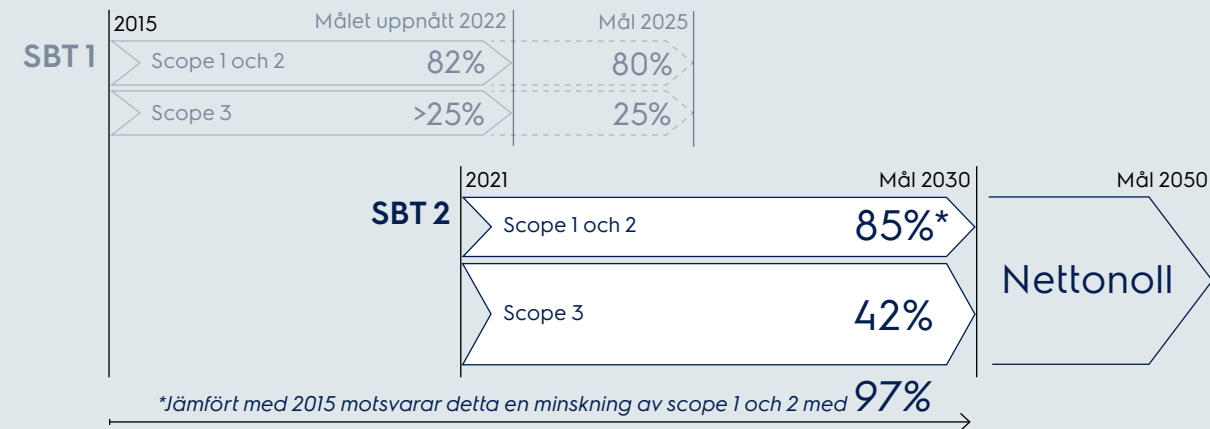 2015 Målet uppnått 2022 Mål 2025
SBT 1
Scope 1 och 2 82% 80%
Scope 3 >25% 25%
2021 Mål 2030 Mål 2050
SBT 2
Scope 1 och 2 85%*
Nettonoll
Scope 3 42%
*Jämfört med 2015 motsvarar detta en minskning av scope 1 och 2 med 97%